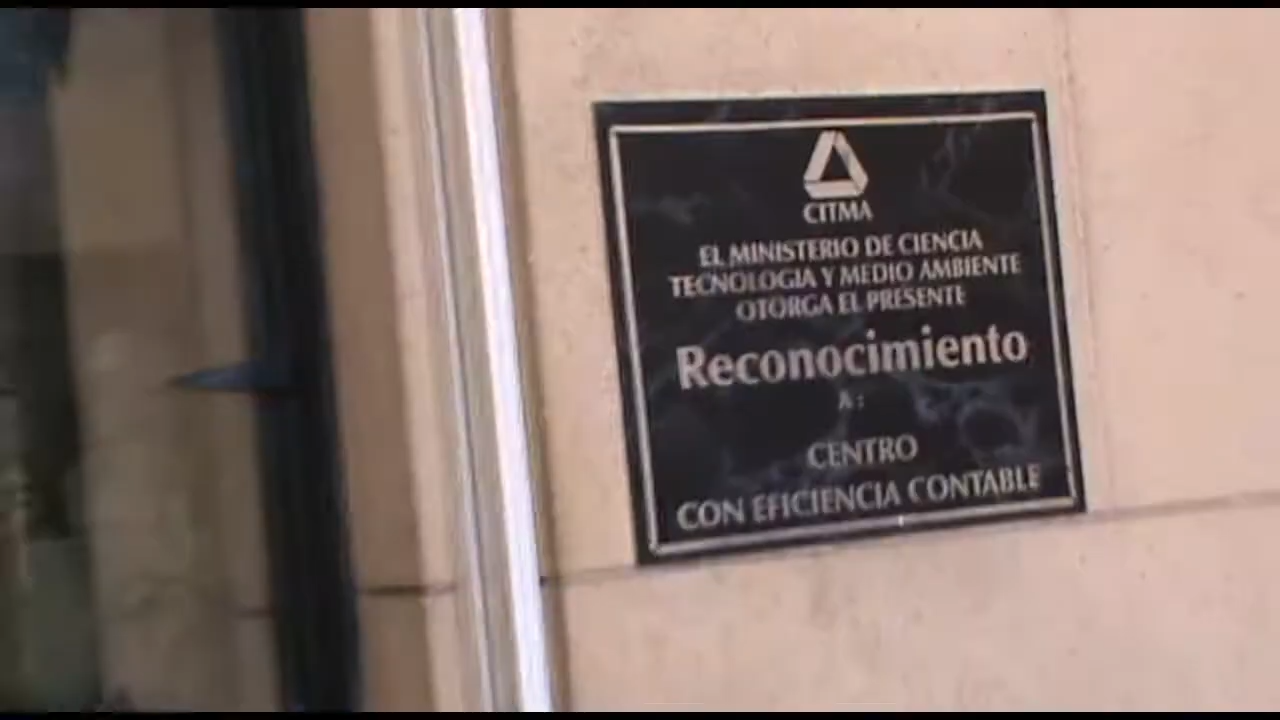 CITMA
EL MINISTERIO DE CIENCIA
TECNOLOGIA Y MEDIO AMBIENTE
OTORGA EL PRESENTE
Reconocimiento
A:
CENTRO
CON EFICIENCIA CONTABLE